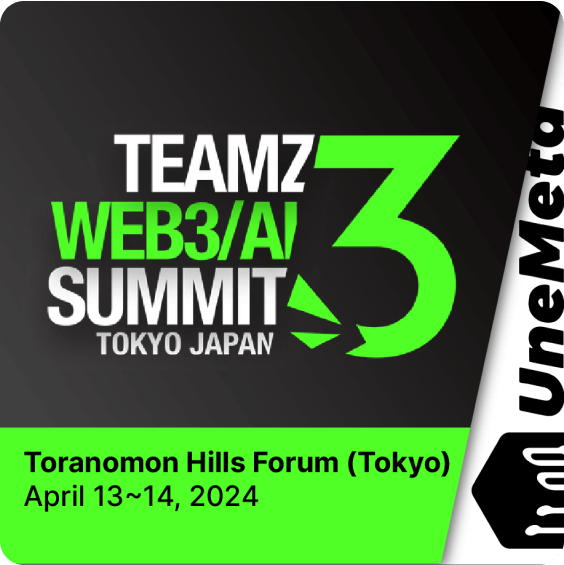 TEAMZ
WEB3/AI
SUMMIT
TOKYO JAPAN
3
Toranomon Hills Forum (Tokyo)
April 13~14, 2024
UneMeta